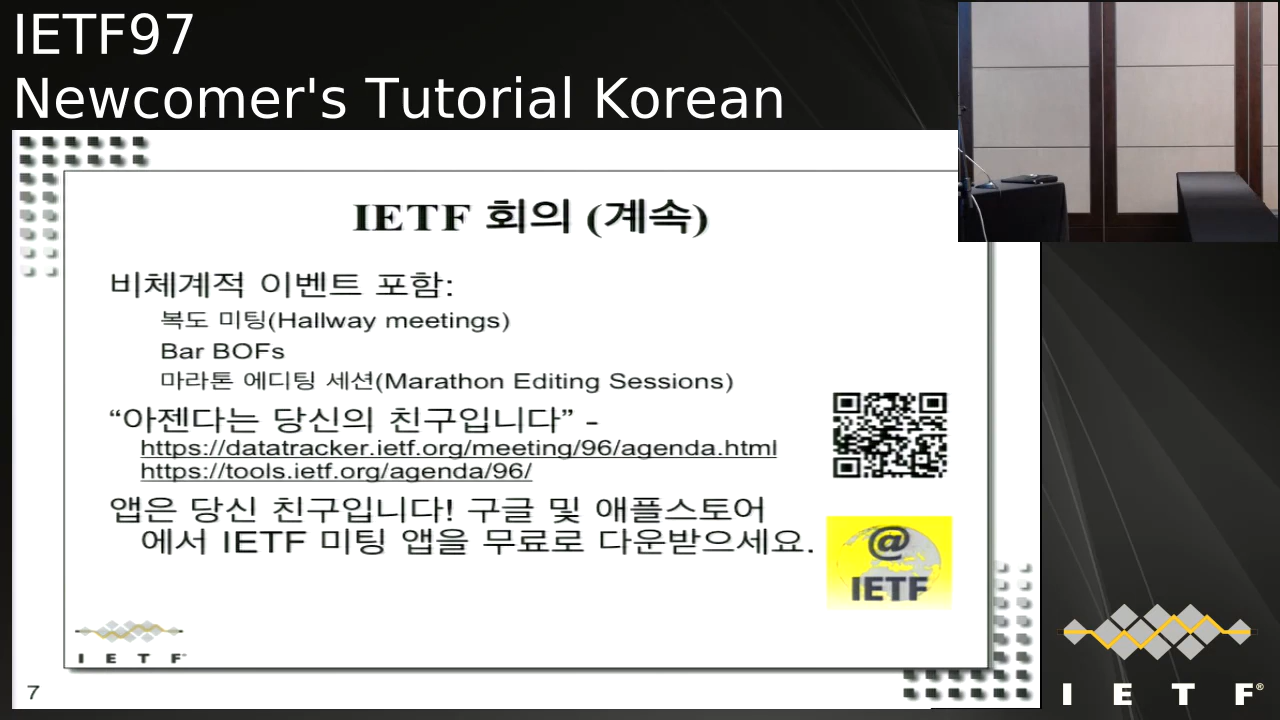 IETF97
Newcomer's Tutorial Korean
IETF 회의 (계속)
비체계적 이벤트 포함:
복도 미팅(Hallway meetings)
Bar BOFs
마라톤 에디팅 세션(Marathon Editing Sessions)
“아젠다는 당신의 친구입니다” -
https://datatracker.ietf.org/meeting/96/agenda.html
https://tools.ietf.org/agenda/96/
앱은 당신 친구입니다! 구글 및 애플스토어
에서 IETF 미팅 앱을 무료로 다운받으세요.
@
IETF
I E T F
7
I E T F®